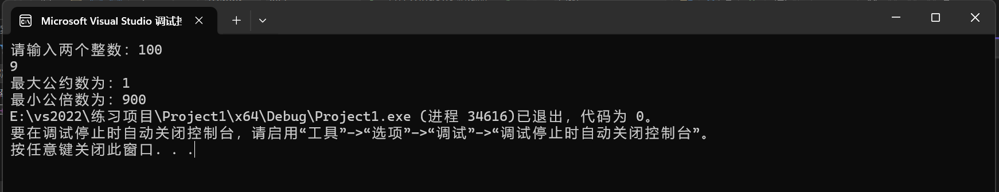 Microsoft Visual Studio 调试
请输入两个整数: 100
9
最大公约数为: 1
最小公倍数为: 900
E:\vs2022\练习项目\Project1\x64\Debug\Project1.exe (进程 34616)已退出，代码为 0。
要在调试停止时自动关闭控制台，请启用“工具”->“选项”->“调试”->“调试停止时自动关闭控制台”。
按任意键关闭此窗口. . .